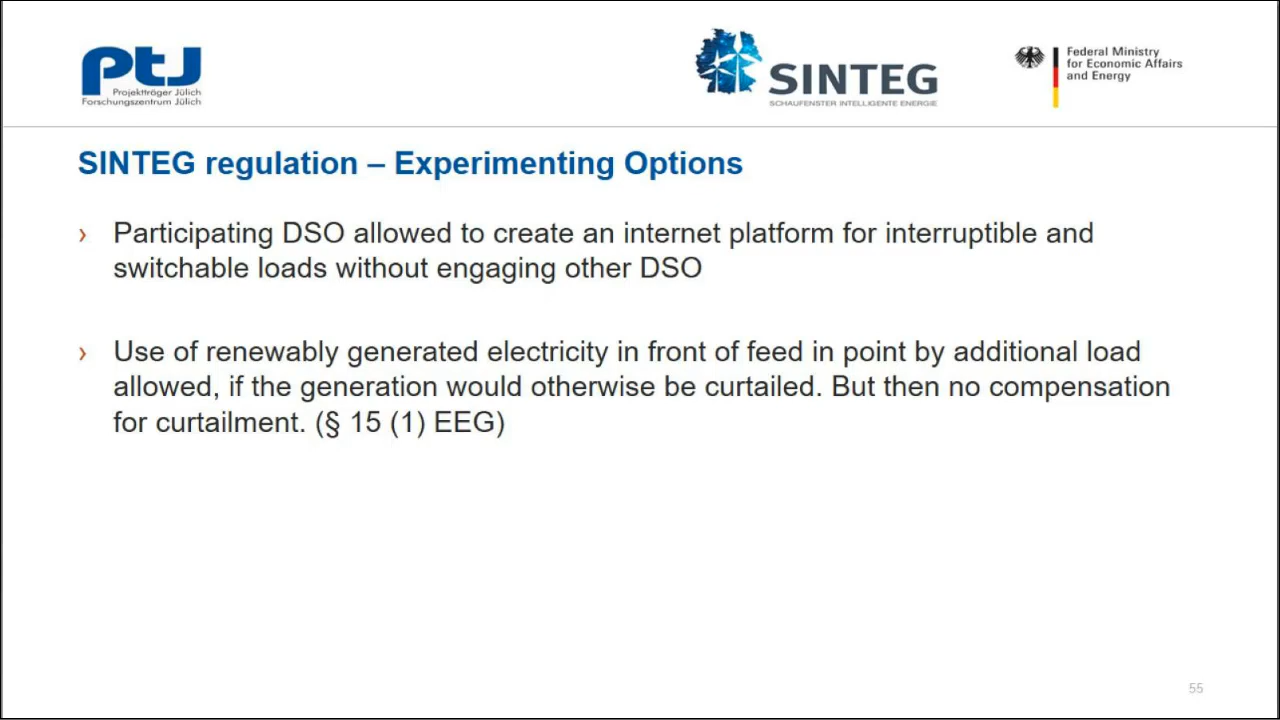 ptJ
Projektträger Jülich
Forschungszentrum Jülich
SINTEG
SCHAUFENSTER INTELLIGENTE ENERGIE
Federal Ministry
for Economic Affairs
and Energy
SINTEG regulation – Experimenting Options
› Participating DSO allowed to create an internet platform for interruptible and
switchable loads without engaging other DSO
› Use of renewably generated electricity in front of feed in point by additional load
allowed, if the generation would otherwise be curtailed. But then no compensation
for curtailment. (§ 15 (1) EEG)
55